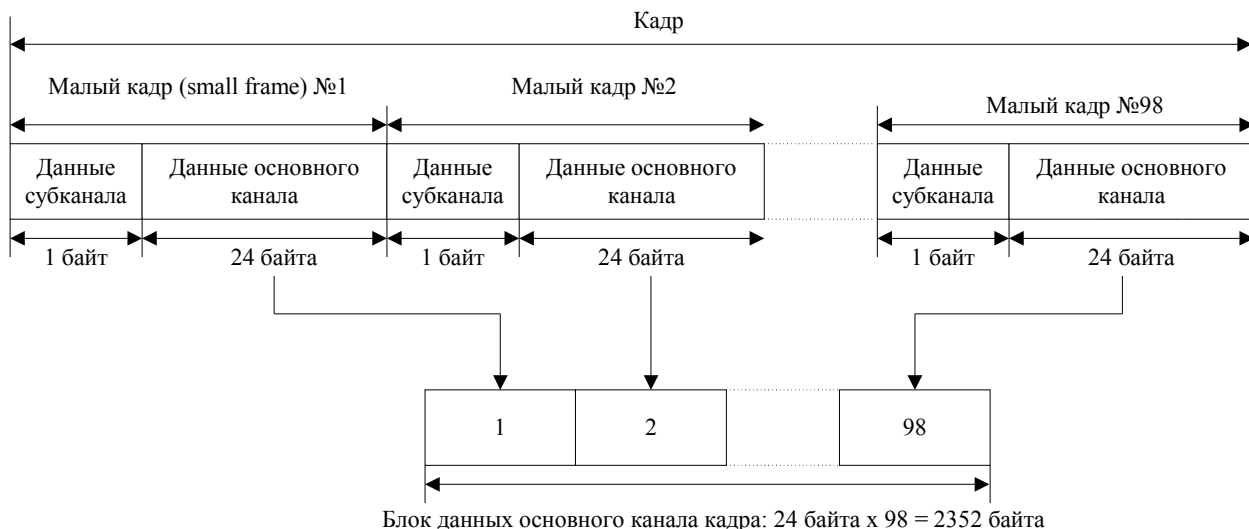 Кадр
Малый кадр (small frame) №1
Малый кадр №2
Малый кадр №98
Данные
субканала
Данные основного
канала
Данные
субканала
Данные основного
канала
Данные
субканала
Данные основного
канала
1 байт
24 байта
1 байт
24 байта
1 байт
24 байта
1
2
98
Блок данных основного канала кадра: 24 байта x 98 = 2352 байта